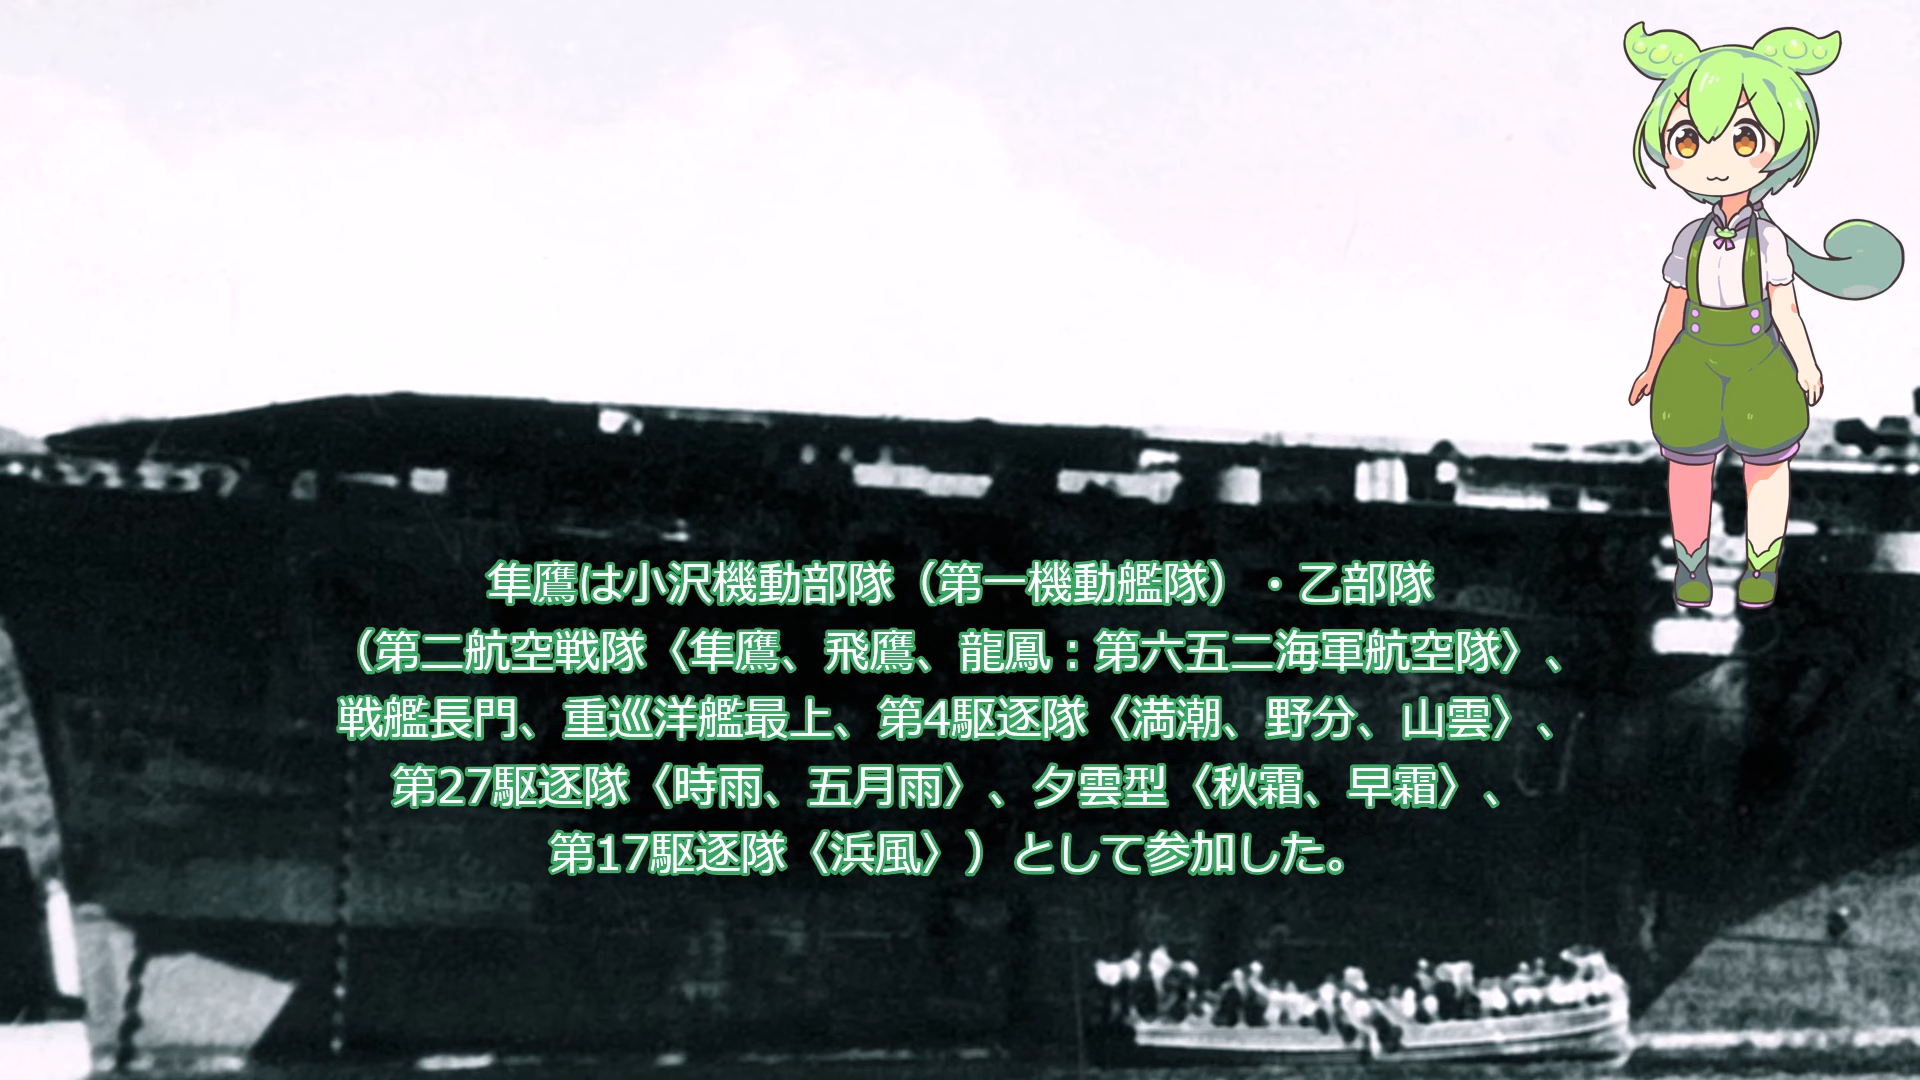 隼鷹は小沢機動部隊（第一機動艦隊）・乙部隊
（第二航空戦隊〈隼鷹、飛鷹、龍鳳：第六五二海軍航空隊〉、
戦艦長門、重巡洋艦最上、第4駆逐隊〈満潮、野分、山雲〉、
第27駆逐隊〈時雨、五月雨〉、夕雲型〈秋霜、早霜〉、
第17駆逐隊〈浜風〉）として参加した。